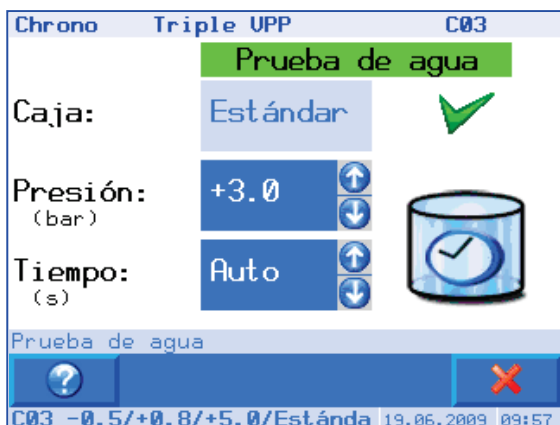 Chrono Triple VPP C03
Prueba de agua
Caja: Estándar
Presión: +3.0
(bar)
Tiempo: Auto
(s)
Prueba de agua
?
C03 -0.5/+0.8/+5.0/Estánda 19.06.2009 09:57